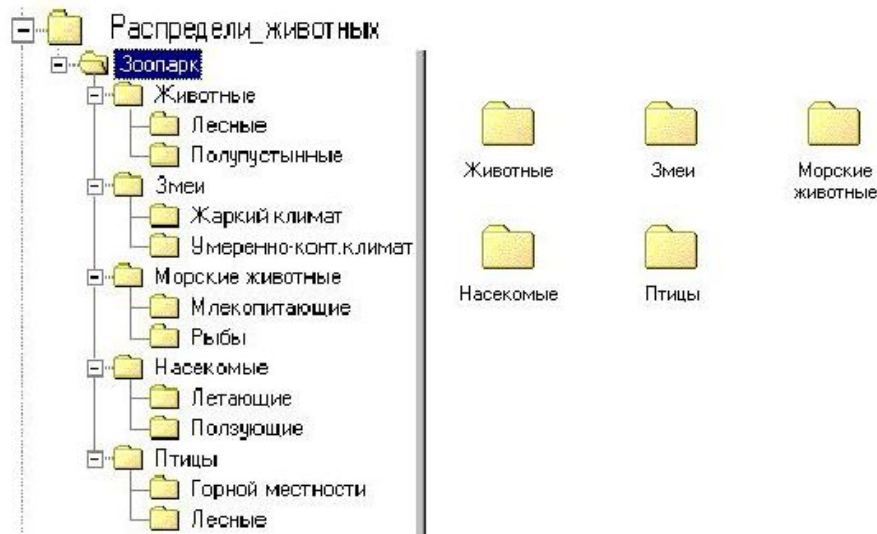 Распредели_животных
Зоопарк
Животные
Лесные
Полупустынные
Змеи
Жаркий климат
Умеренно-конт.климат
Морские животные
Млекопитающие
Рыбы
Насекомые
Летающие
Ползующие
Птицы
Горной местности
Лесные
Животные
Змеи
Морские
животные
Насекомые
Птицы